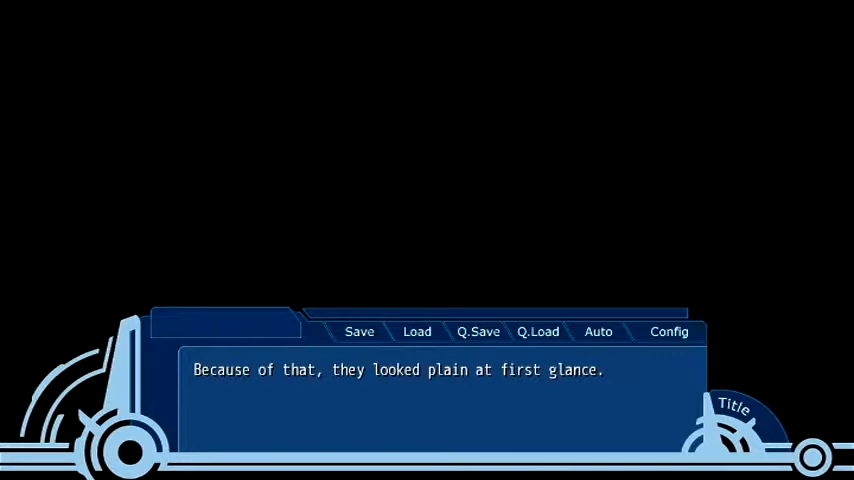 Save Load Q.Save Q.Load Auto Config
Because of that, they looked plain at first glance.
Title